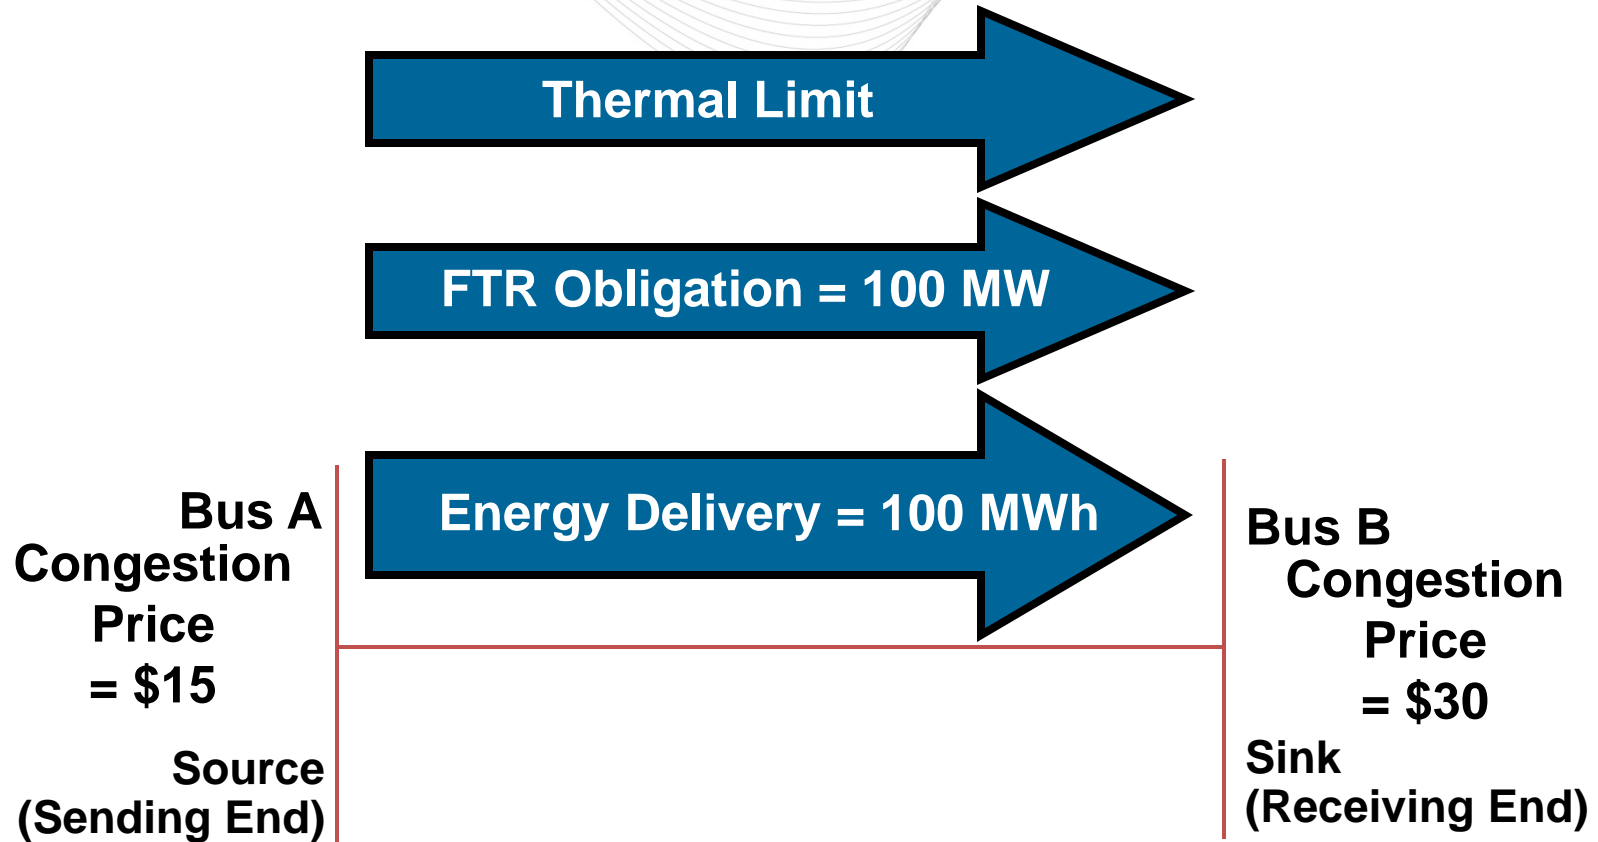 Thermal Limit
FTR Obligation = 100 MW
Energy Delivery = 100 MWh
Bus A
Congestion
Price
= $15
Source
(Sending End)
Bus B
Congestion
Price
= $30
Sink
(Receiving End)